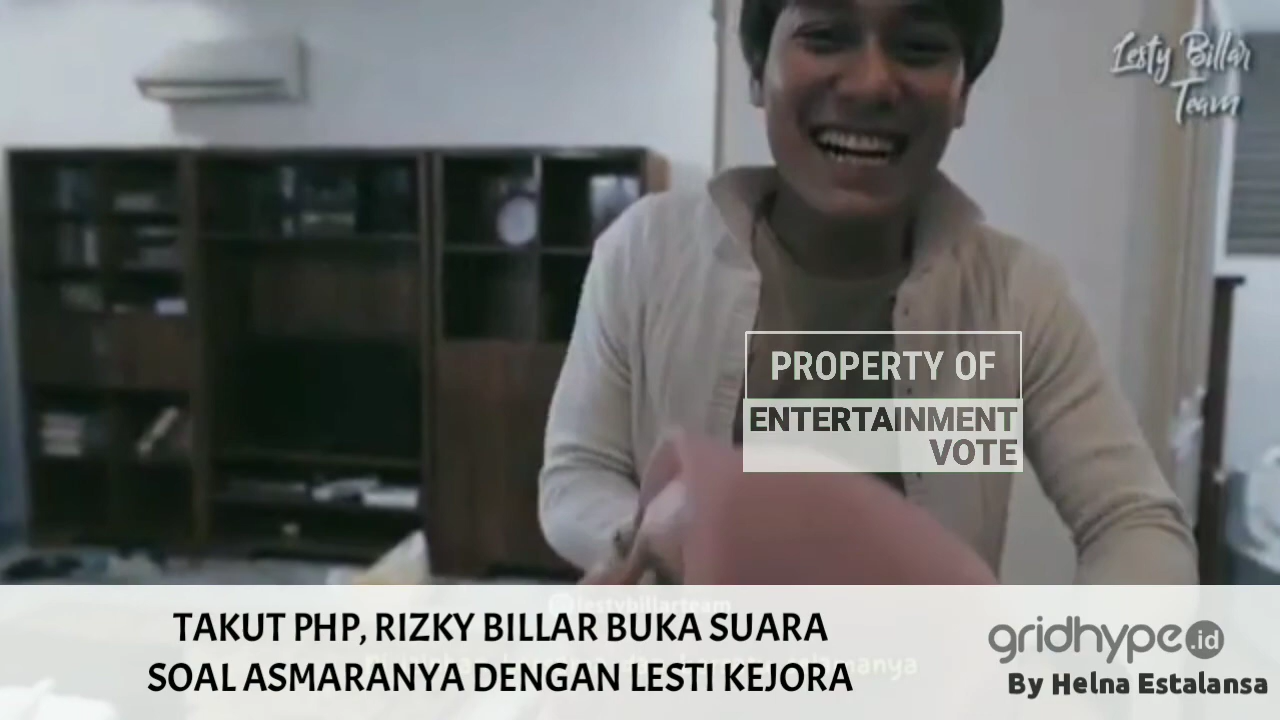 Lesty Billar
Team
PROPERTY OF
ENTERTAINMENT
VOTE
lestybillarteam
TAKUT PHP, RIZKY BILLAR BUKA SUARA
SOAL ASMARANYA DENGAN LESTI KEJORA
gridhype.id
By Helna Estalansa